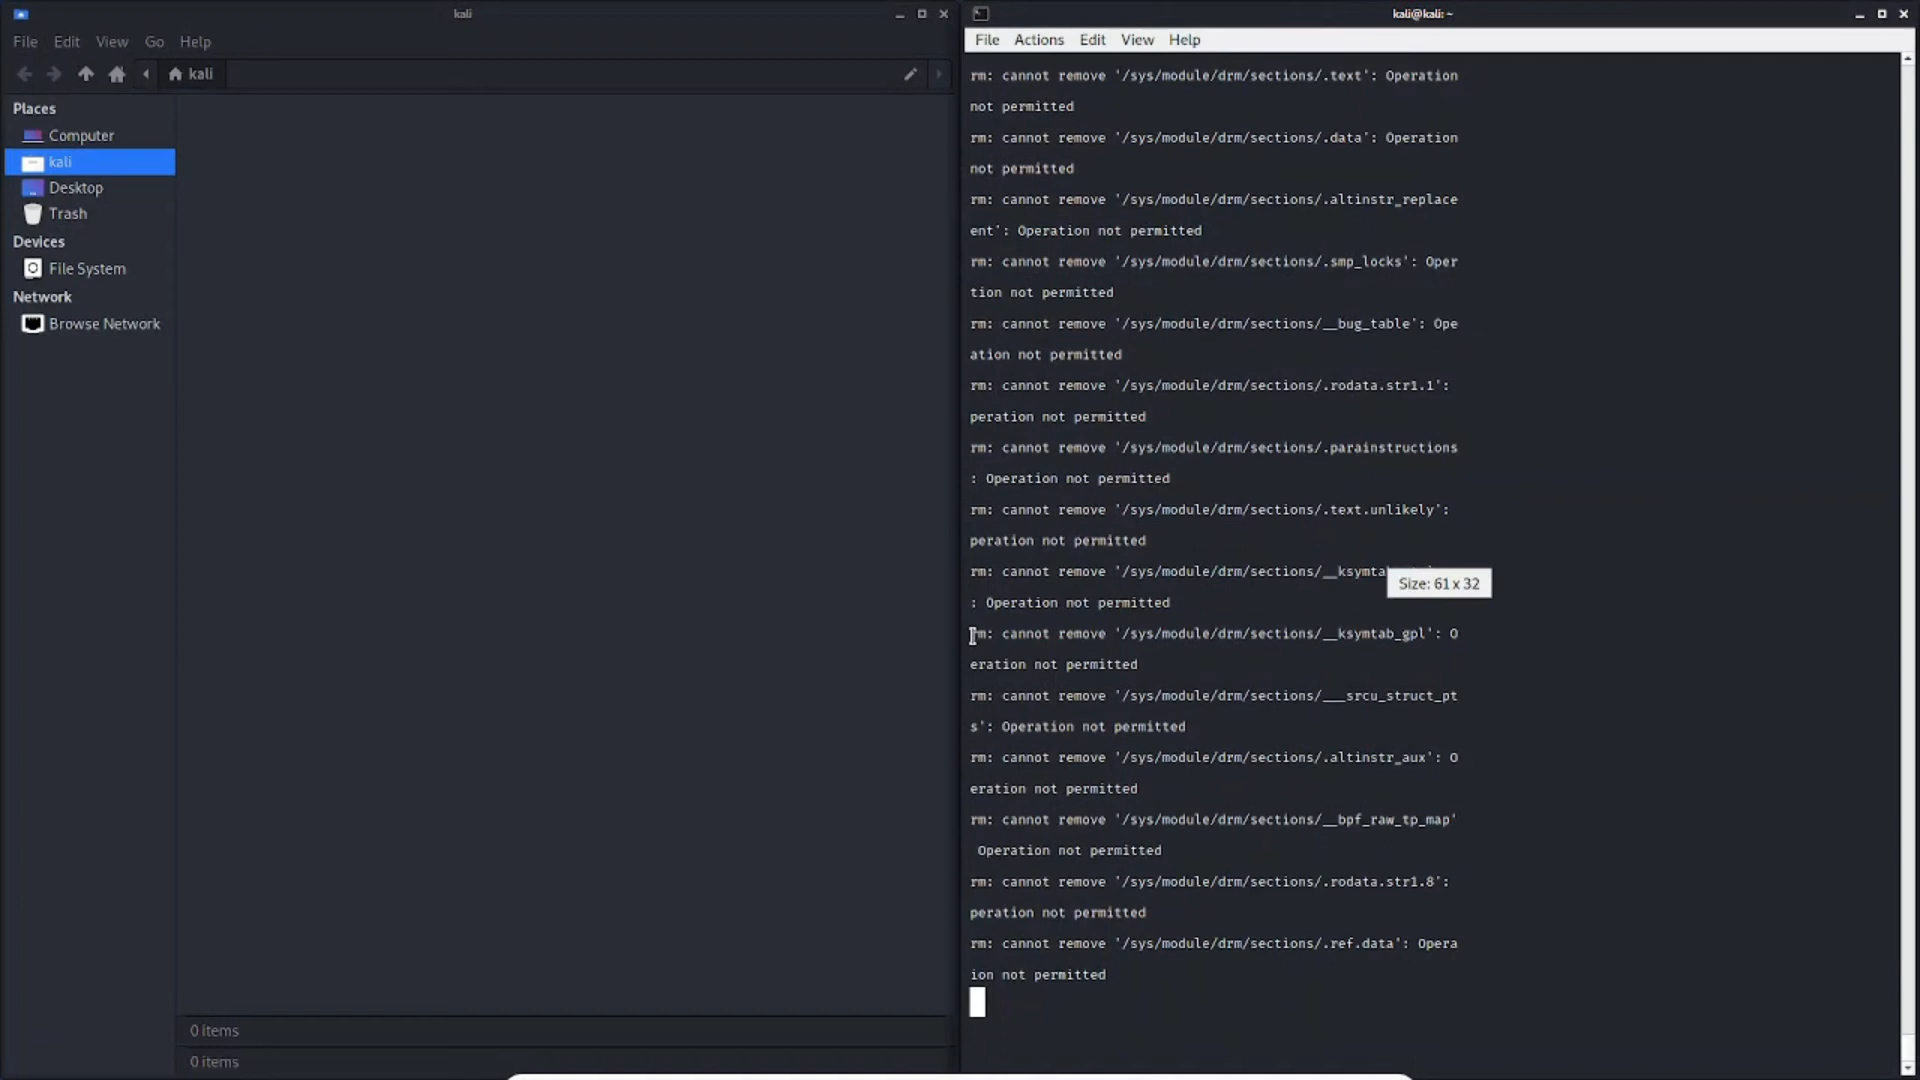 kali
File Edit View Go Help
kali
Places
Computer
kali
Desktop
Trash
Devices
File System
Network
Browse Network
0 items
0 items
kali@kali: ~
File Actions Edit View Help
rm: cannot remove '/sys/module/drm/sections/.text': Operation
not permitted
rm: cannot remove '/sys/module/drm/sections/.data': Operation
not permitted
rm: cannot remove '/sys/module/drm/sections/.altinstr_replace
ent': Operation not permitted
rm: cannot remove '/sys/module/drm/sections/.smp_locks': Oper
tion not permitted
rm: cannot remove '/sys/module/drm/sections/__bug_table': Ope
ation not permitted
rm: cannot remove '/sys/module/drm/sections/.rodata.str1.1':
peration not permitted
rm: cannot remove '/sys/module/drm/sections/.parainstructions
: Operation not permitted
rm: cannot remove '/sys/module/drm/sections/.text.unlikely':
peration not permitted
rm: cannot remove '/sys/module/drm/sections/__ksymta
Size: 61 x 32
: Operation not permitted
rm: cannot remove '/sys/module/drm/sections/__ksymtab_gpl': O
eration not permitted
rm: cannot remove '/sys/module/drm/sections/___srcu_struct_pt
s': Operation not permitted
rm: cannot remove '/sys/module/drm/sections/.altinstr_aux': O
eration not permitted
rm: cannot remove '/sys/module/drm/sections/__bpf_raw_tp_map'
Operation not permitted
rm: cannot remove '/sys/module/drm/sections/.rodata.str1.8':
peration not permitted
rm: cannot remove '/sys/module/drm/sections/.ref.data': Opera
ion not permitted